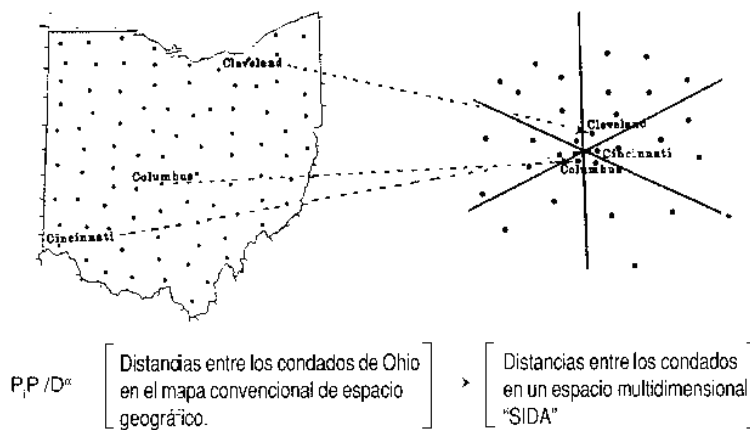 Cleveland
Columbus
Cincinnati
Cleveland
Cincinnati
Columbus
PᵢP /Dᵅ
Distancias entre los condados de Ohio
en el mapa convencional de espacio
geográfico.
>
Distancias entre los condados
en un espacio multidimensional
“SIDA”